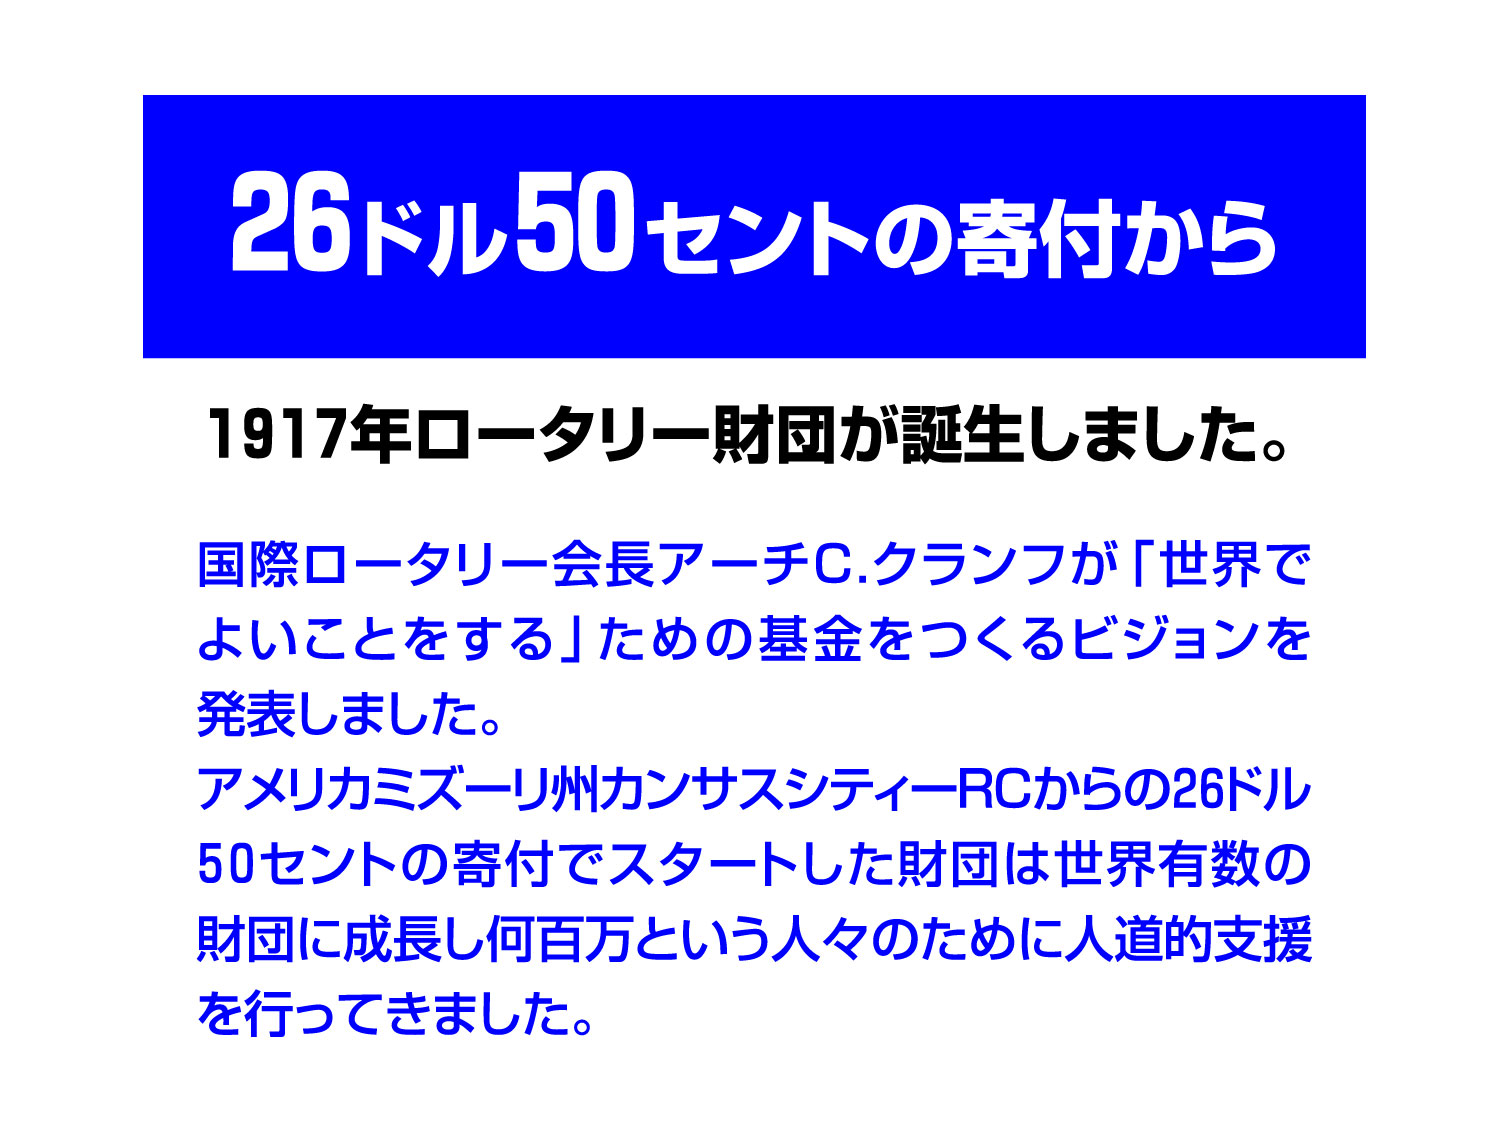 26ドル50セントの寄付から
1917年ロータリー財団が誕生しました。
国際ロータリー会長アーチC.クランフが「世界で
よいことをする」ための基金をつくるビジョンを
発表しました。
アメリカミズーリ州カンサスシティーRCからの26ドル
50セントの寄付でスタートした財団は世界有数の
財団に成長し何百万という人々のために人道的支援
を行ってきました。